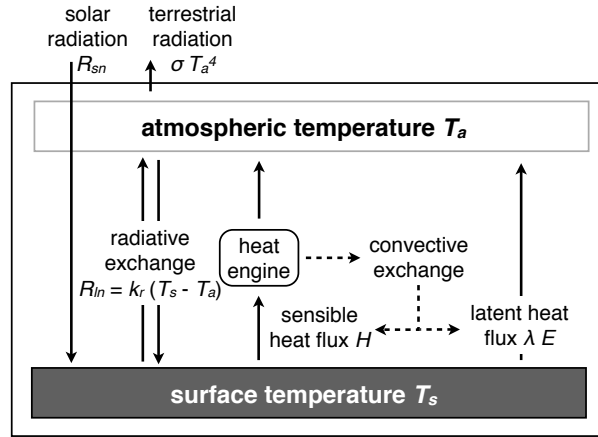 solar
radiation
Rsn
terrestrial
radiation
σ Ta⁴
atmospheric temperature Ta
radiative
exchange
Rln = kr (Ts - Ta)
heat
engine
convective
exchange
sensible
heat flux H
latent heat
flux λ E
surface temperature Ts